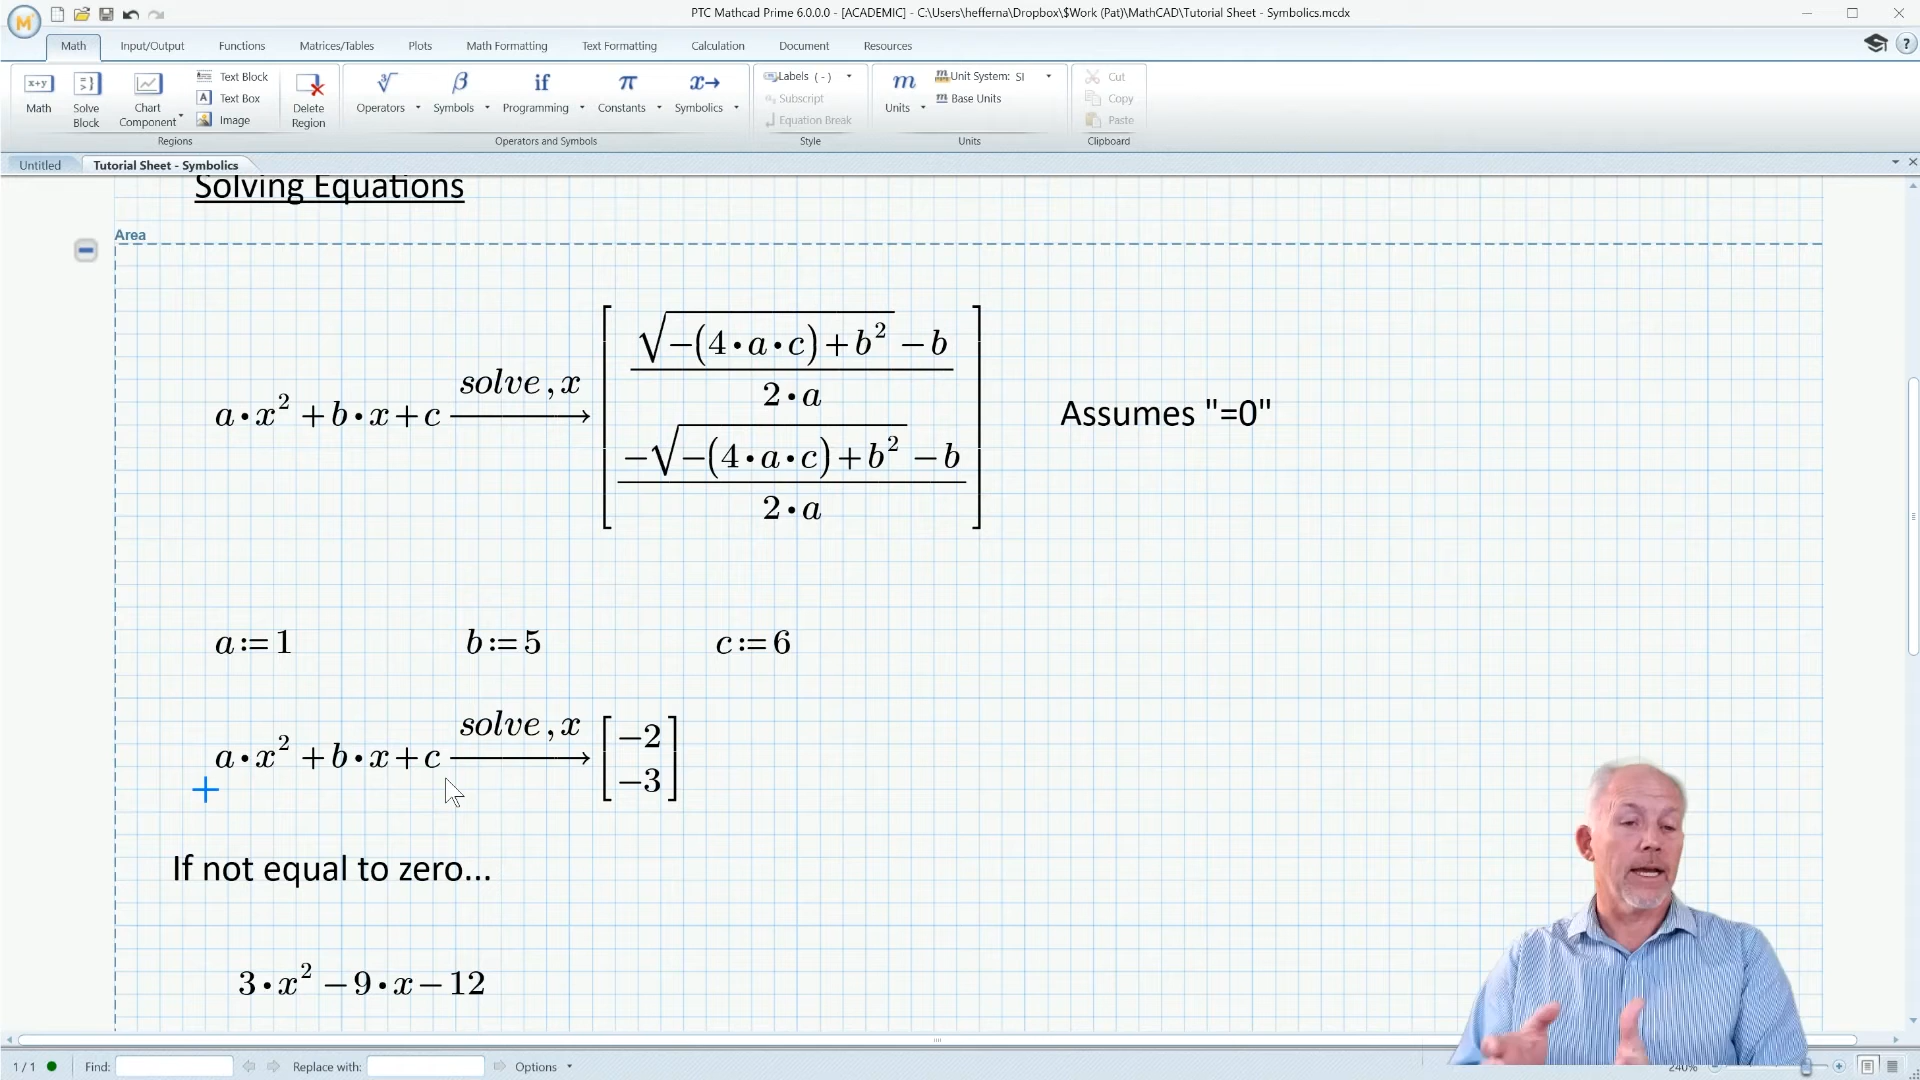 PTC Mathcad Prime 6.0.0.0 - [ACADEMIC] - C:\Users\hefferna\Dropbox\$Work (Pat)\MathCAD\Tutorial Sheet - Symbolics.mcdx
Math Input/Output Functions Matrices/Tables Plots Math Formatting Text Formatting Calculation Document Resources
Math
Solve Block
Chart Component
Text Block
Text Box
Image
Delete Region
Regions
Operators
Symbols
if
Programming
π
Constants
Symbolics
Operators and Symbols
Labels ( - )
Subscript
Equation Break
Style
Units
Unit System: SI
Base Units
Units
Cut
Copy
Paste
Clipboard
Untitled Tutorial Sheet - Symbolics
Solving Equations
Area
a•x² + b•x + c solve, x → [ (√(-(4•a•c)+b²) - b) / (2•a)
(-√(-(4•a•c)+b²) - b) / (2•a) ]
Assumes "=0"
a:=1 b:=5 c:=6
a•x² + b•x + c solve, x → [ -2
-3 ]
If not equal to zero...
3•x² - 9•x - 12
1 / 1 Find: Replace with: Options 240%